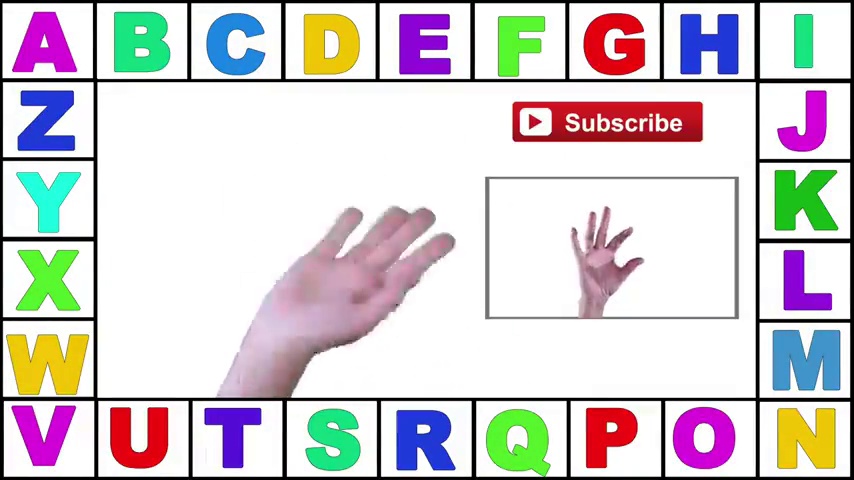 A B C D E F G H I
Subscribe
Z J
Y K
X L
W M
V U T S R Q P O N